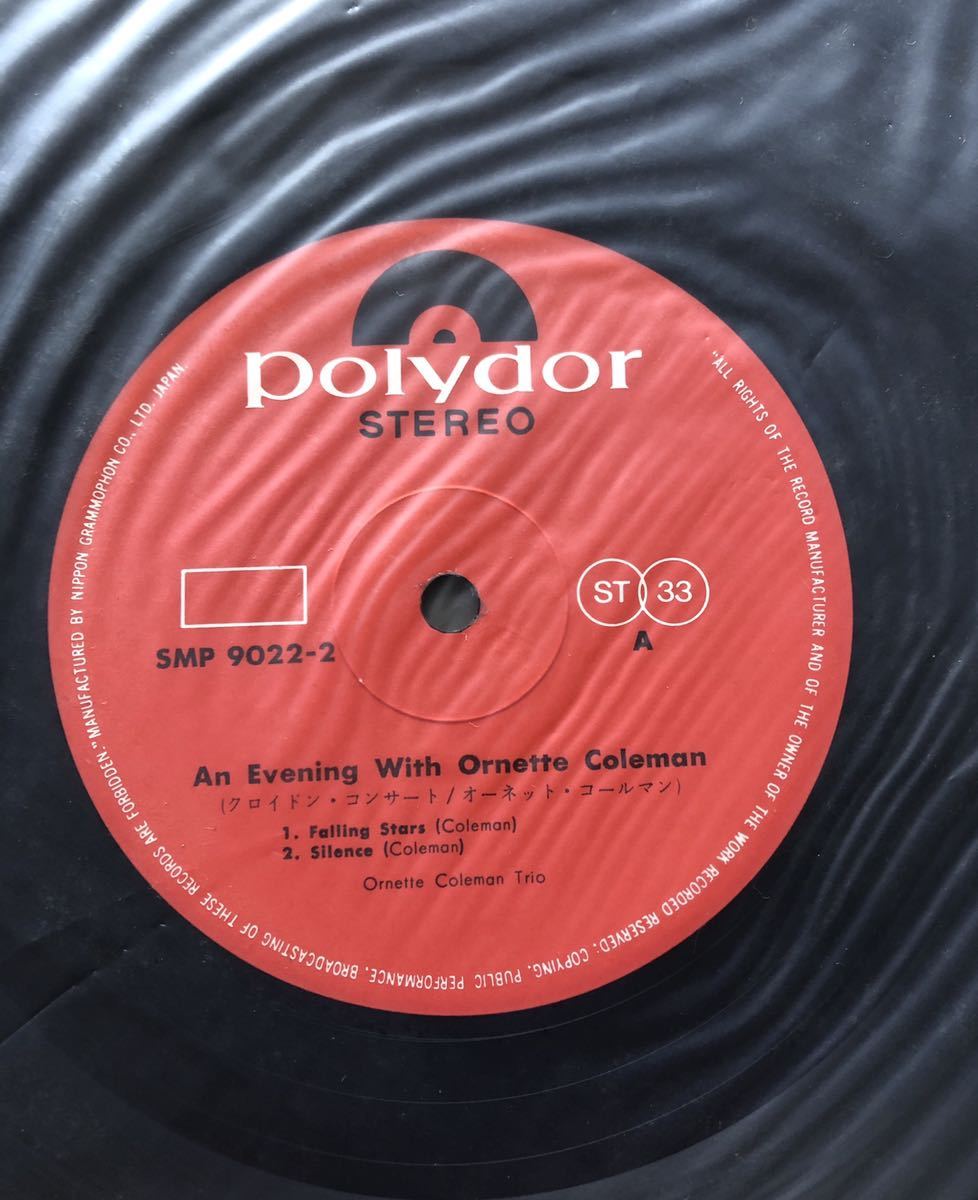 polydor
STEREO
ST 33
A
SMP 9022-2
An Evening With Ornette Coleman
(クロイドン・コンサート/オーネット・コールマン)
1. Falling Stars (Coleman)
2. Silence (Coleman)
Ornette Coleman Trio
"ALL RIGHTS OF THE RECORD MANUFACTURER AND OF THE OWNER OF THE WORK RECORDED RESERVED: COPYING, PUBLIC PERFORMANCE, BROADCASTING OF THESE RECORDS ARE FORBIDDEN." MANUFACTURED BY NIPPON GRAMMOPHON CO., LTD. JAPAN.